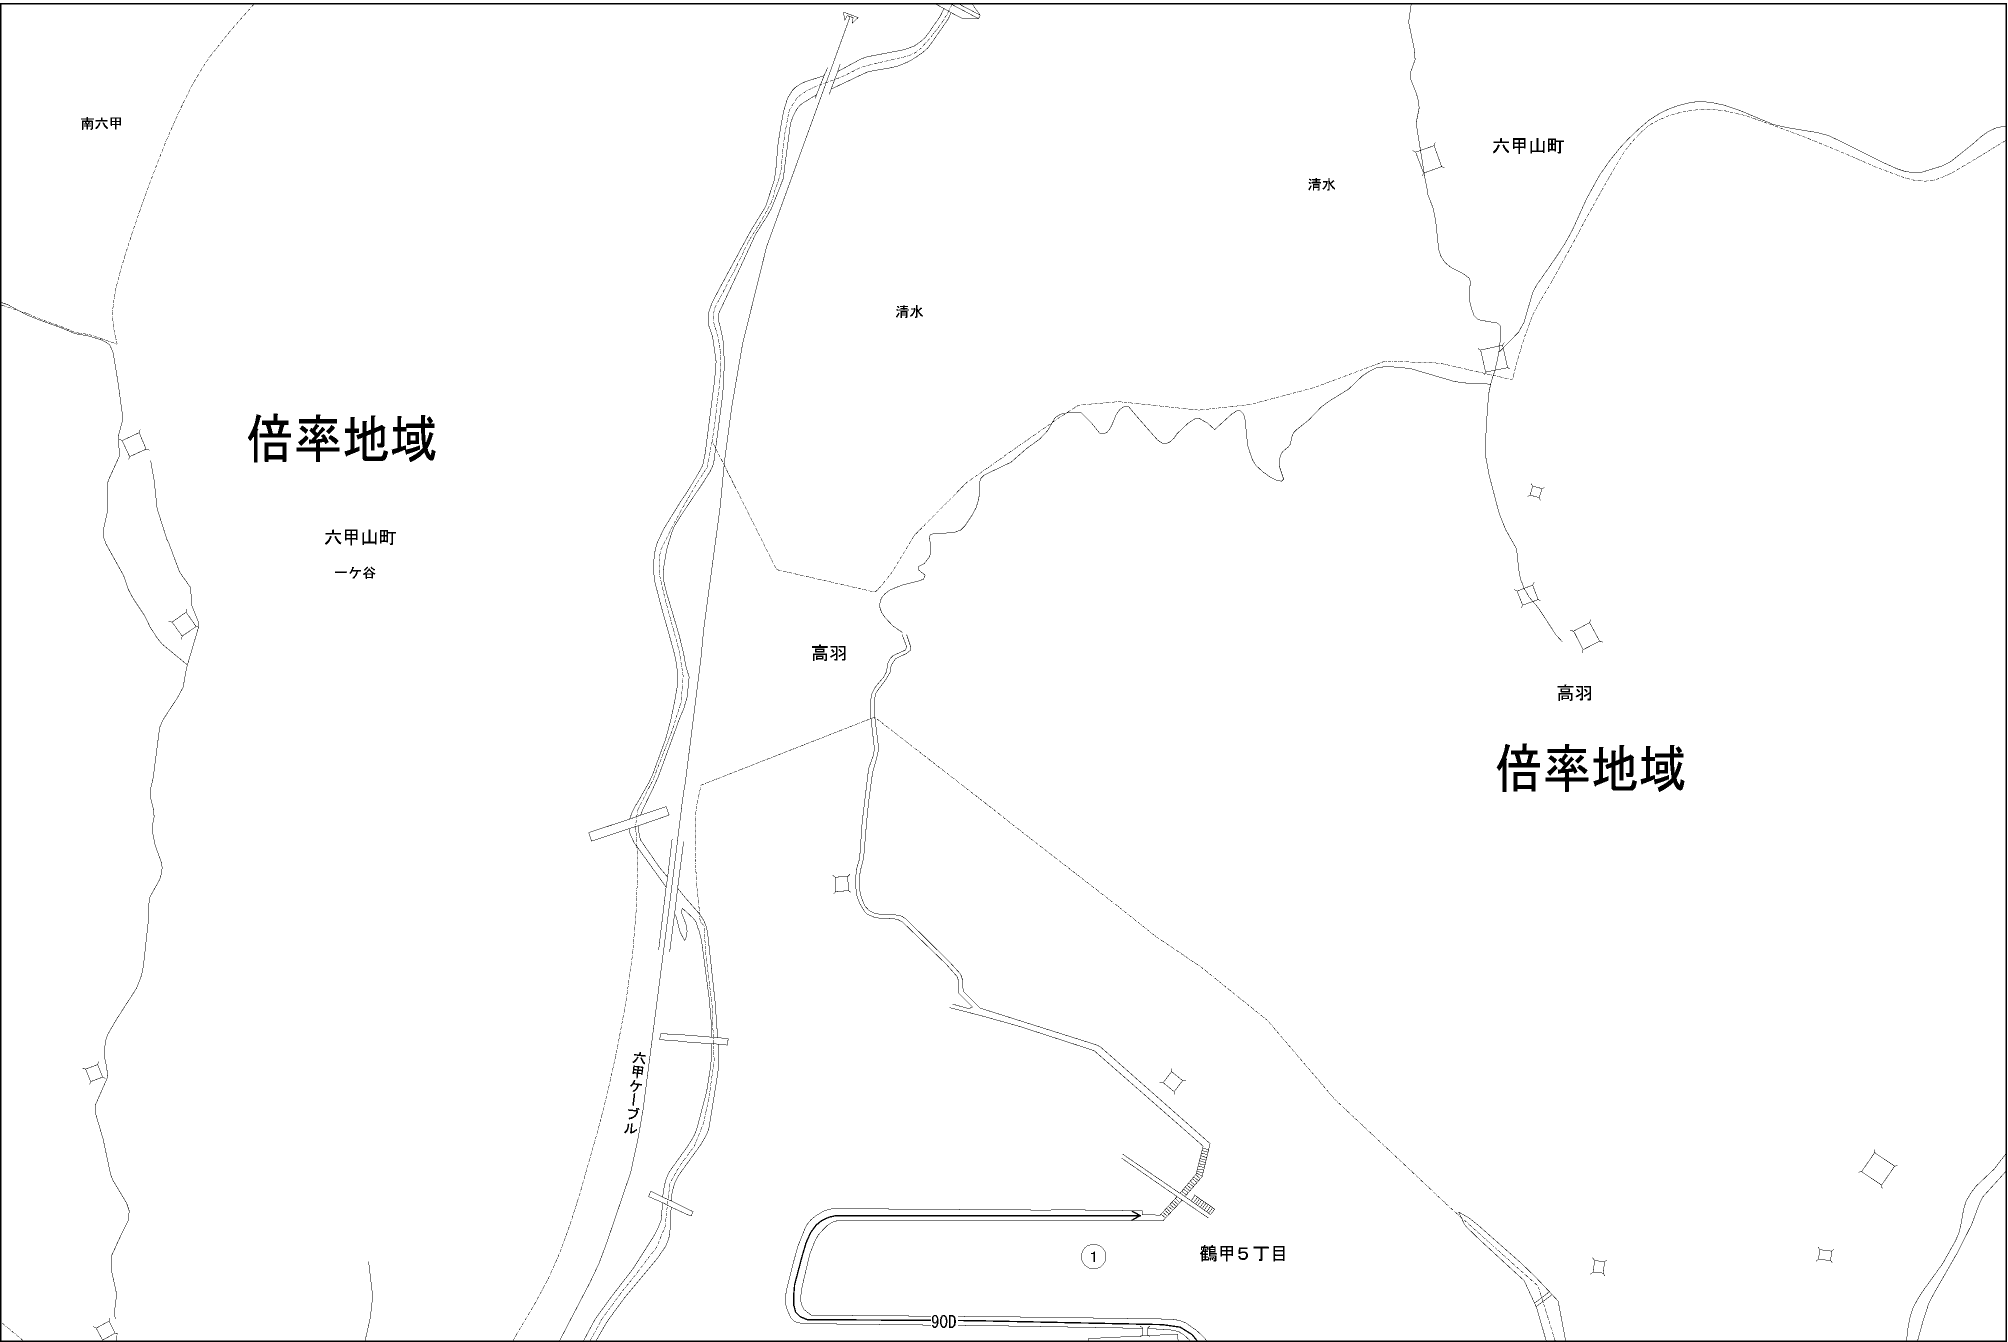 南六甲
六甲山町
清水
清水
倍率地域
六甲山町
一ケ谷
高羽
高羽
倍率地域
六甲ケーブル
鶴甲5丁目
1
90D